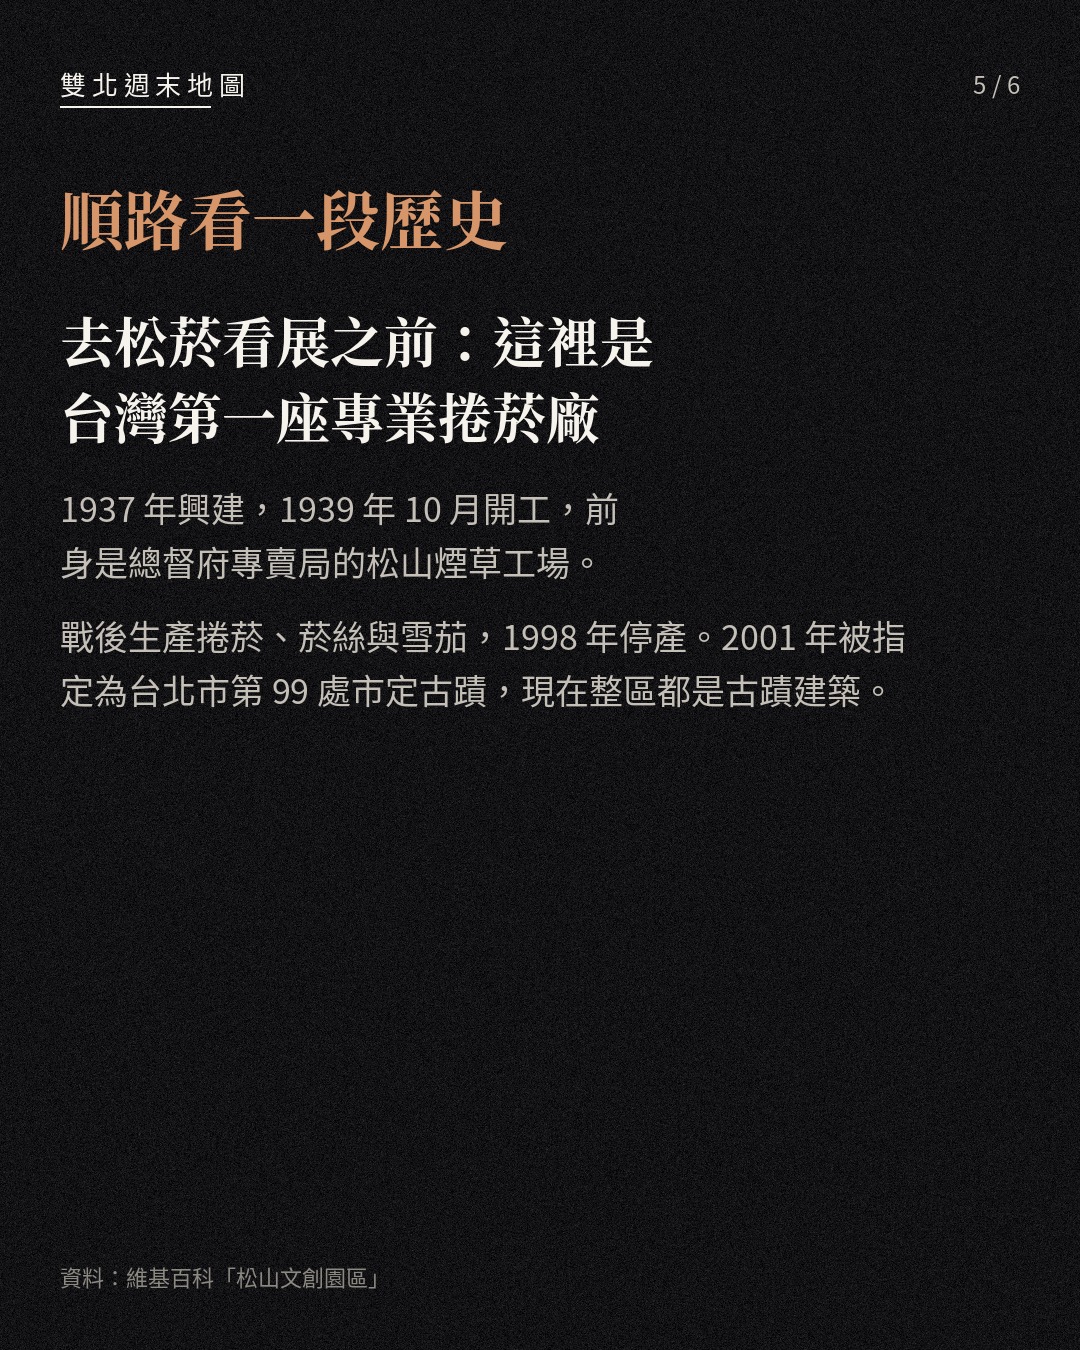 雙北週末地圖
5 / 6
順路看一段歷史
去松菸看展之前：這裡是
台灣第一座專業捲菸廠
1937 年興建，1939 年 10 月開工，前
身是總督府專賣局的松山煙草工場。
戰後生產捲菸、菸絲與雪茄，1998 年停產。2001 年被指
定為台北市第 99 處市定古蹟，現在整區都是古蹟建築。
資料：維基百科「松山文創園區」